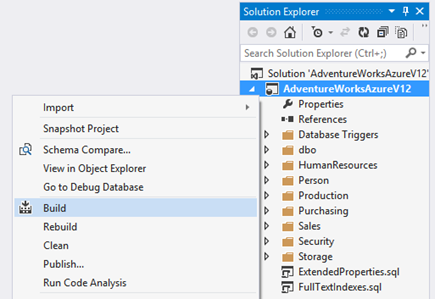 Solution Explorer
Search Solution Explorer (Ctrl+;)
Solution 'AdventureWorksAzureV12'
AdventureWorksAzureV12
Properties
References
Database Triggers
dbo
HumanResources
Person
Production
Purchasing
Sales
Security
Storage
ExtendedProperties.sql
FullTextIndexes.sql
Import
Snapshot Project
Schema Compare...
View in Object Explorer
Go to Debug Database
Build
Rebuild
Clean
Publish...
Run Code Analysis